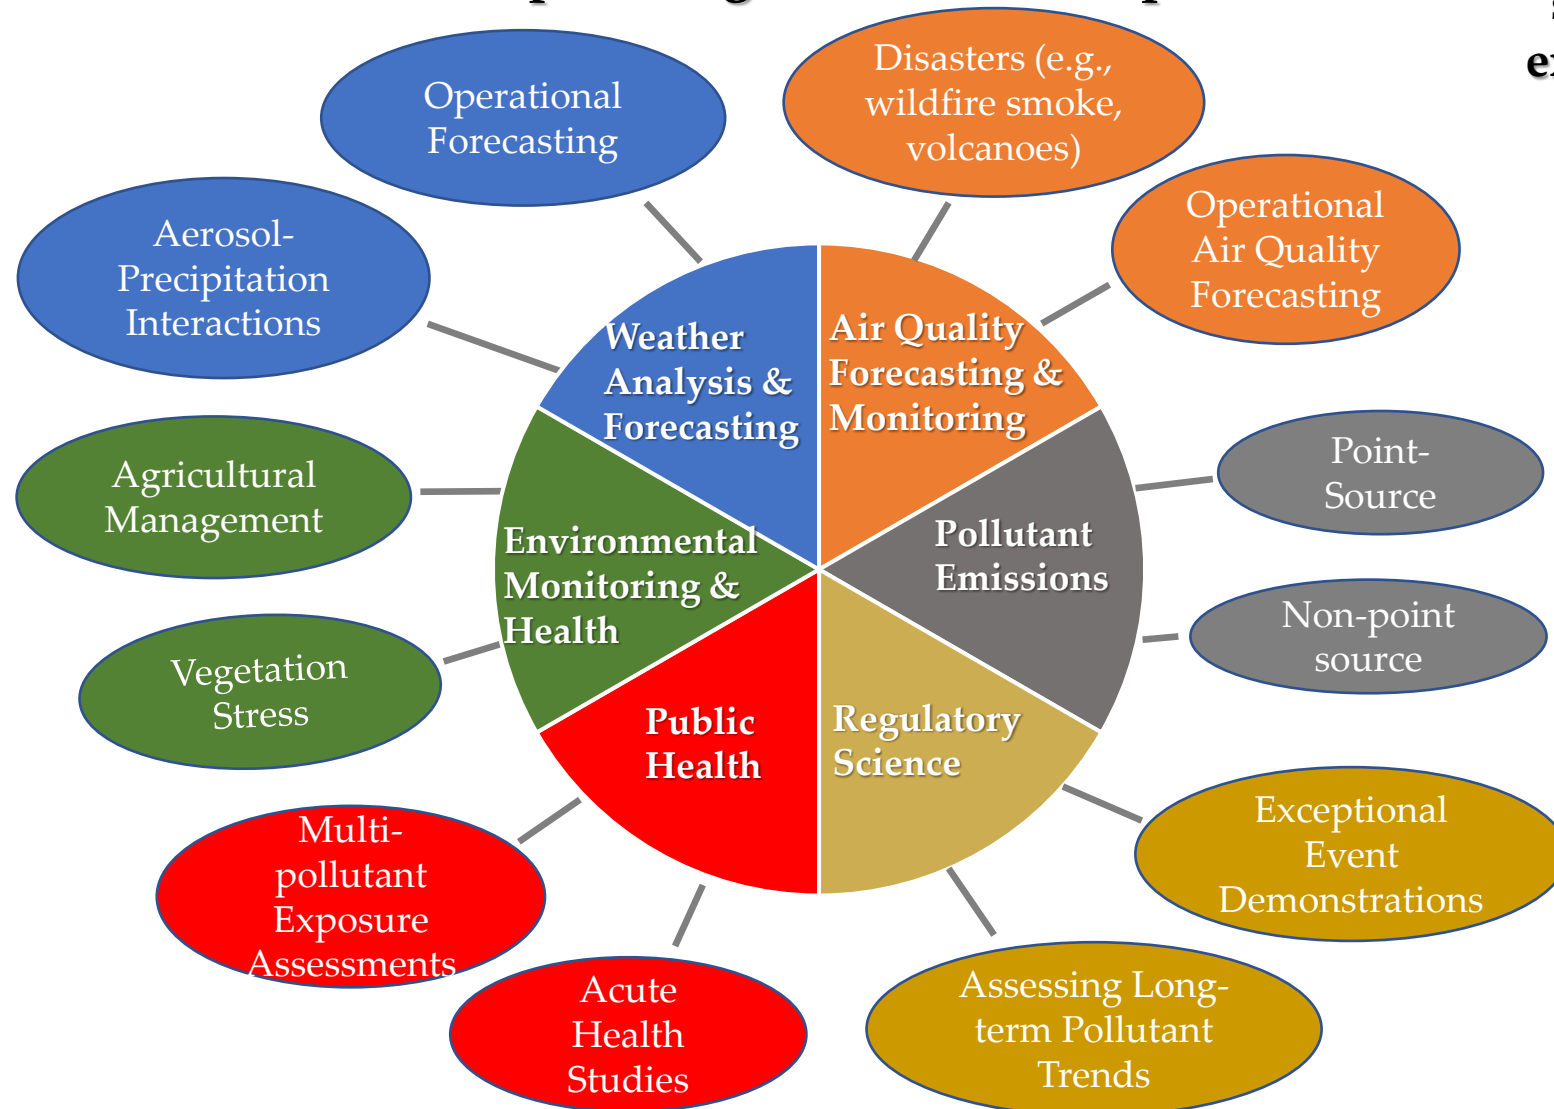 Operational
Forecasting
Disasters (e.g.,
wildfire smoke,
volcanoes)
Operational
Air Quality
Forecasting
Aerosol-
Precipitation
Interactions
Weather
Analysis &
Forecasting
Air Quality
Forecasting &
Monitoring
Point-
Source
Agricultural
Management
Environmental
Monitoring &
Health
Pollutant
Emissions
Non-point
source
Vegetation
Stress
Public
Health
Regulatory
Science
Multi-
pollutant
Exposure
Assessments
Exceptional
Event
Demonstrations
Acute
Health
Studies
Assessing Long-
term Pollutant
Trends